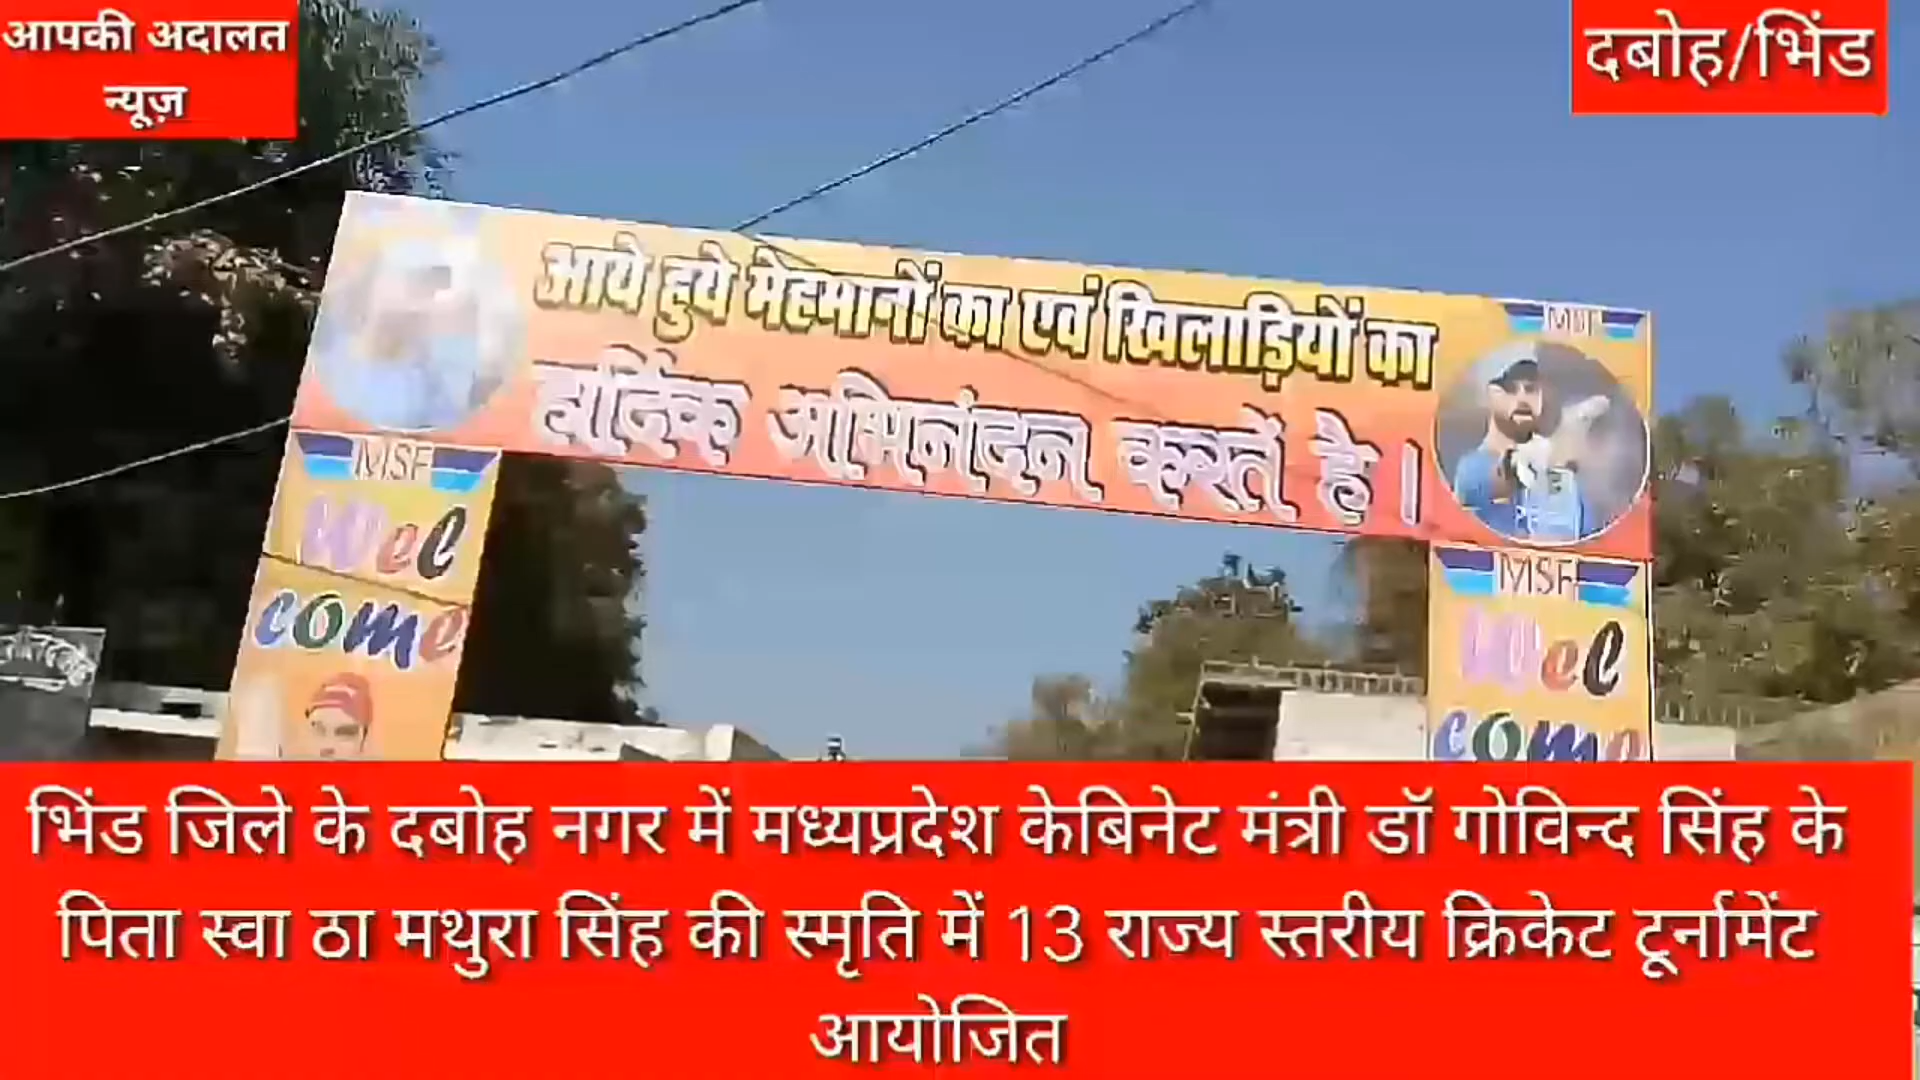 आपकी अदालत
न्यूज़
दबोह/भिंड
आये हुये मेहमानों का एवं खिलाड़ियों का
हार्दिक अभिनंदन करतें है ।
MSF
MSF
Wel
come
MSF
Wel
come
भिंड जिले के दबोह नगर में मध्यप्रदेश केबिनेट मंत्री डॉ गोविन्द सिंह के
पिता स्वा ठा मथुरा सिंह की स्मृति में 13 राज्य स्तरीय क्रिकेट टूर्नामेंट
आयोजित